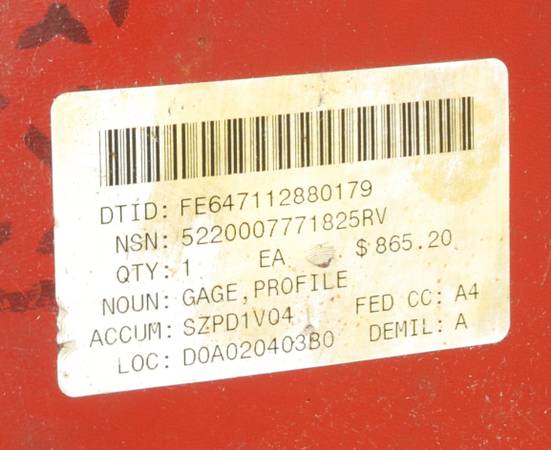 DTID: FE647112880179
NSN: 5220007771825RV
QTY: 1 EA $865.20
NOUN: GAGE,PROFILE
ACCUM: SZPD1V04 FED CC: A4
LOC: D0A020403B0 DEMIL: A